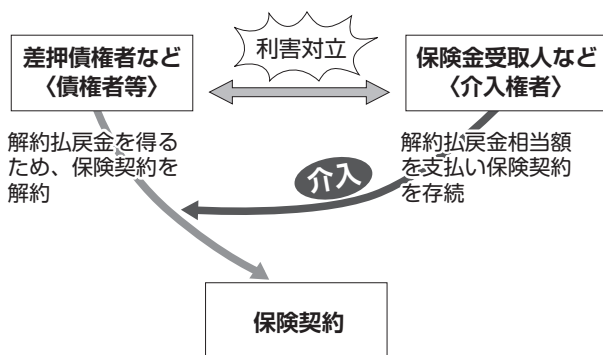 差押債権者など
〈債権者等〉
利害対立
保険金受取人など
〈介入権者〉
解約払戻金を得る
ため、保険契約を
解約
解約払戻金相当額
を支払い保険契約
を存続
介入
保険契約